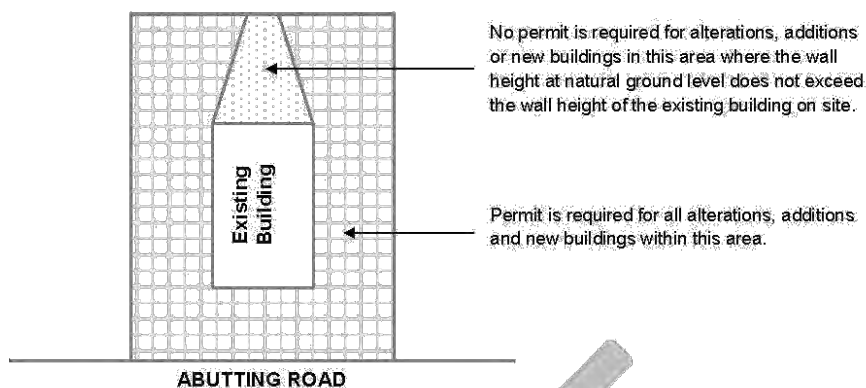 No permit is required for alterations, additions
or new buildings in this area where the wall
height at natural ground level does not exceed
the wall height of the existing building on site.
Existing
Building
Permit is required for all alterations, additions
and new buildings within this area.
ABUTTING ROAD